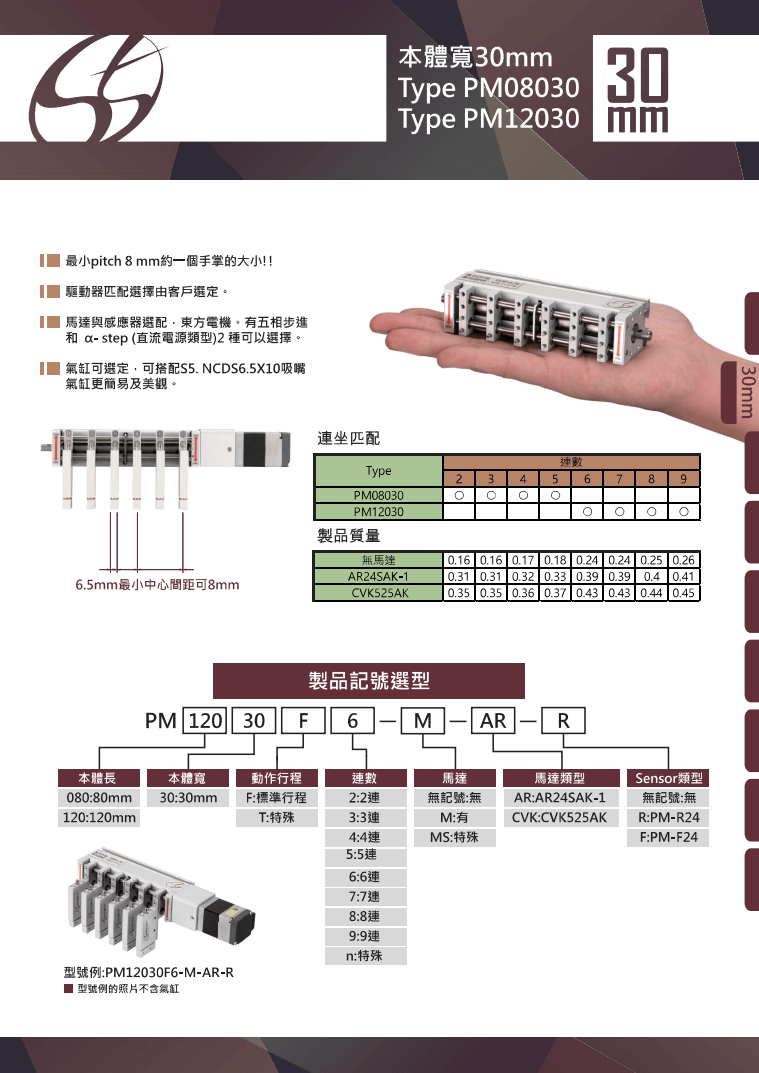 本體寬30mm
Type PM08030
Type PM12030
30
mm
最小pitch 8 mm約一個手掌的大小!!
驅動器匹配選擇由客戶選定。
馬達與感應器選配，東方電機。有五相步進
和 α- step (直流電源類型)2 種可以選擇。
氣缸可選定，可搭配S5. NCDS6.5X10吸嘴
氣缸更簡易及美觀。
30mm
6.5mm最小中心間距可8mm
連坐匹配
Type 連數
2 3 4 5 6 7 8 9
PM08030 ○ ○ ○ ○
PM12030 ○ ○ ○ ○
製品質量
無馬達 0.16 0.16 0.17 0.18 0.24 0.24 0.25 0.26
AR24SAK-1 0.31 0.31 0.32 0.33 0.39 0.39 0.4 0.41
CVK525AK 0.35 0.35 0.36 0.37 0.43 0.43 0.44 0.45
製品記號選型
PM 120 30 F 6 — M — AR — R
本體長 本體寬 動作行程 連數 馬達 馬達類型 Sensor類型
080:80mm 30:30mm F:標準行程 2:2連 無記號:無 AR:AR24SAK-1 無記號:無
120:120mm T:特殊 3:3連 M:有 CVK:CVK525AK R:PM-R24
4:4連 MS:特殊 F:PM-F24
5:5連
6:6連
7:7連
8:8連
9:9連
n:特殊
型號例:PM12030F6-M-AR-R
型號例的照片不含氣缸